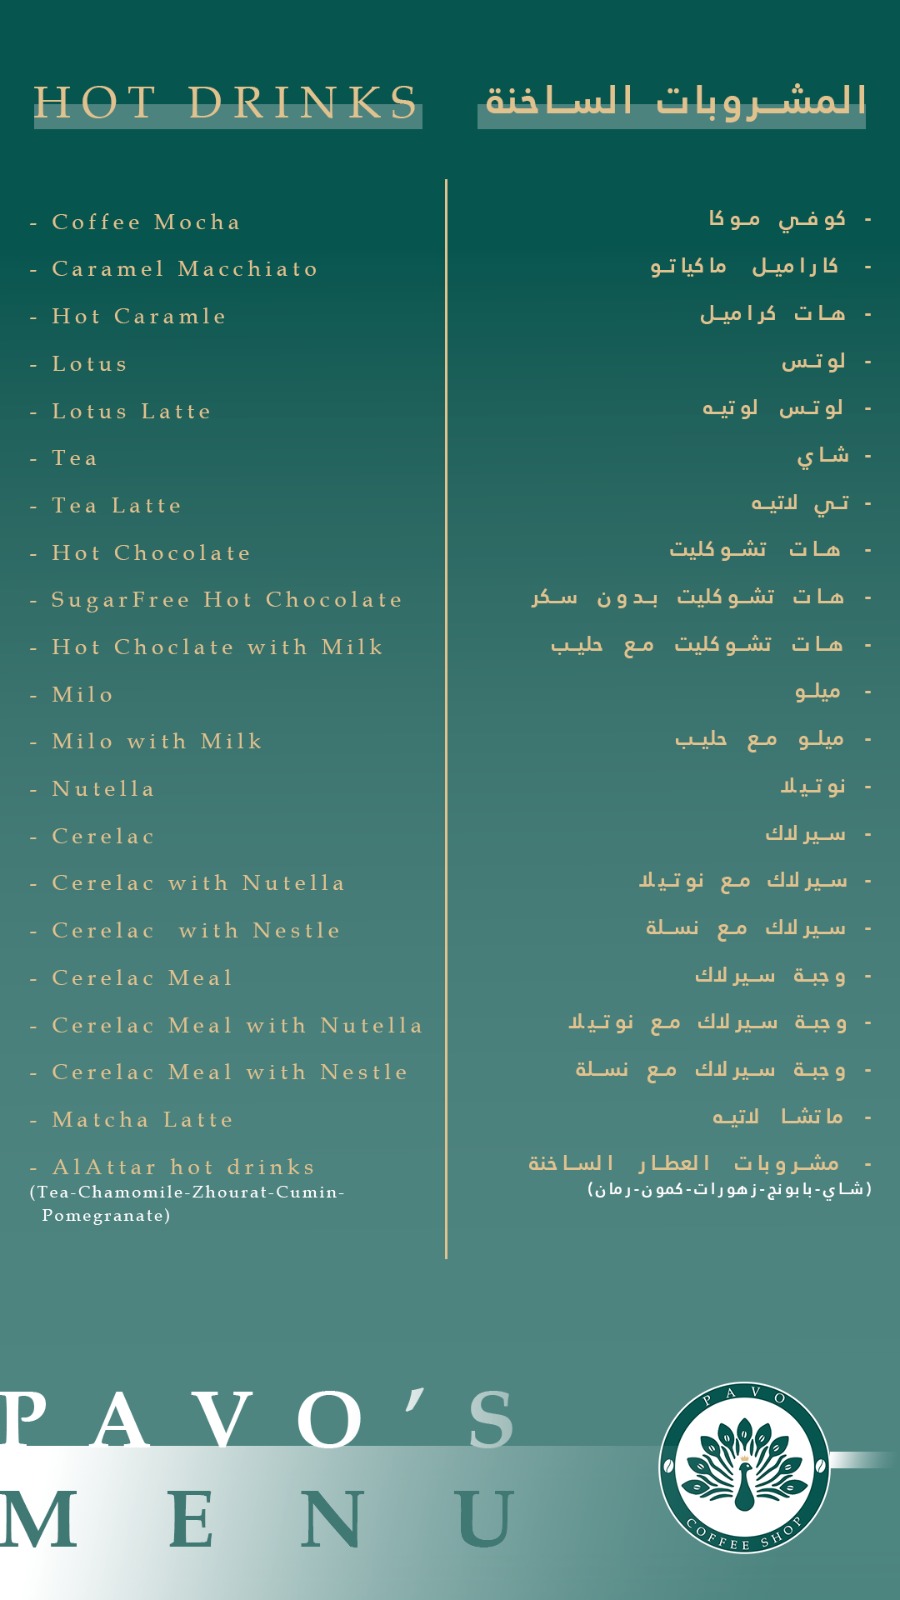 HOT DRINKS
المشروبات الساخنة
- Coffee Mocha
- كوفي موكا
- Caramel Macchiato
- كاراميل ماكياتو
- Hot Caramle
- هات كراميل
- Lotus
- لوتس
- Lotus Latte
- لوتس لوتيه
- Tea
- شاي
- Tea Latte
- تي لاتيه
- Hot Chocolate
- هات تشوكليت
- SugarFree Hot Chocolate
- هات تشوكليت بدون سكر
- Hot Choclate with Milk
- هات تشوكليت مع حليب
- Milo
- ميلو
- Milo with Milk
- ميلو مع حليب
- Nutella
- نوتيلا
- Cerelac
- سيرلاك
- Cerelac with Nutella
- سيرلاك مع نوتيلا
- Cerelac with Nestle
- سيرلاك مع نسلة
- Cerelac Meal
- وجبة سيرلاك
- Cerelac Meal with Nutella
- وجبة سيرلاك مع نوتيلا
- Cerelac Meal with Nestle
- وجبة سيرلاك مع نسلة
- Matcha Latte
- ماتشا لاتيه
- AlAttar hot drinks
- مشروبات العطار الساخنة
(Tea-Chamomile-Zhourat-Cumin-
Pomegranate)
(شاي-بابونج-زهورات-كمون-رمان)
PAVO'S
MENU
PAVO
COFFEE SHOP